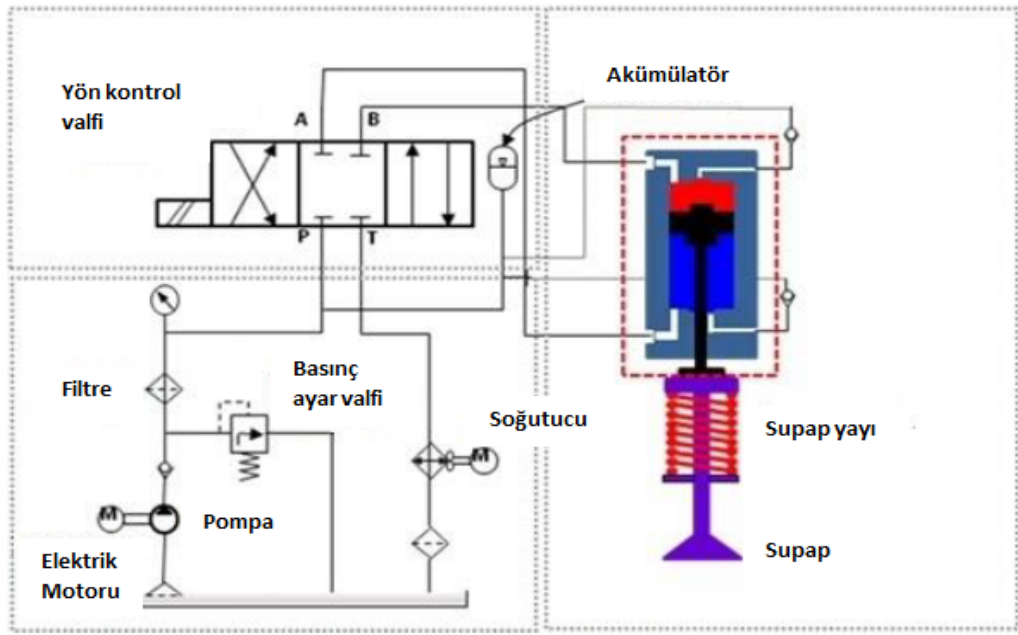 Yön kontrol
valfi
Akümülatör
A
B
P
T
Filtre
Basınç
ayar valfi
Soğutucu
M
Supap yayı
M
Pompa
Supap
Elektrik
Motoru